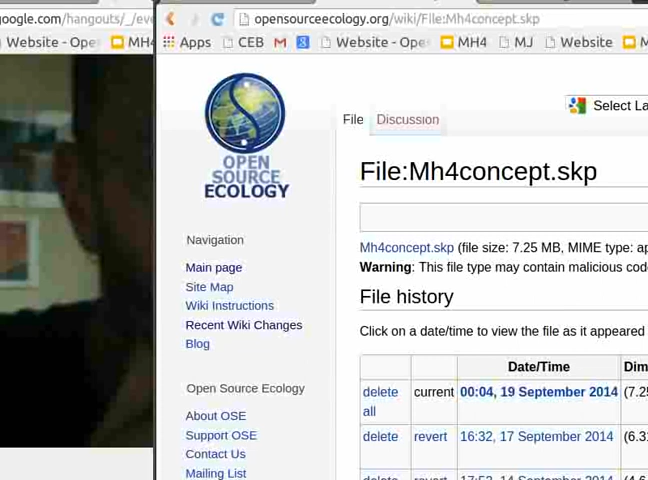 google.com/hangouts/_/eve
opensourceecology.org/wiki/File:Mh4concept.skp
Website - Ope
MH4
Apps
CEB
Website - Ope
MH4
MJ
Website
M
Select La
File
Discussion
OPEN
SOURCE
ECOLOGY
File:Mh4concept.skp
Navigation
Main page
Site Map
Wiki Instructions
Recent Wiki Changes
Blog
Mh4concept.skp (file size: 7.25 MB, MIME type: ap
Warning: This file type may contain malicious cod
File history
Click on a date/time to view the file as it appeared
Date/Time
Dim
delete all
current
00:04, 19 September 2014
(7.25
delete
revert
16:32, 17 September 2014
(6.3
Open Source Ecology
About OSE
Support OSE
Contact Us
Mailing List